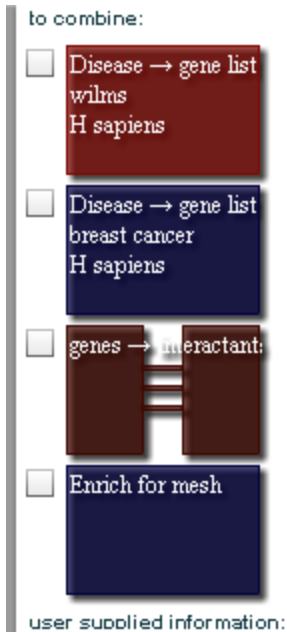 to combine:
Disease → gene list
wilms
H sapiens
Disease → gene list
breast cancer
H sapiens
genes → interactants
Enrich for mesh
user supplied information: